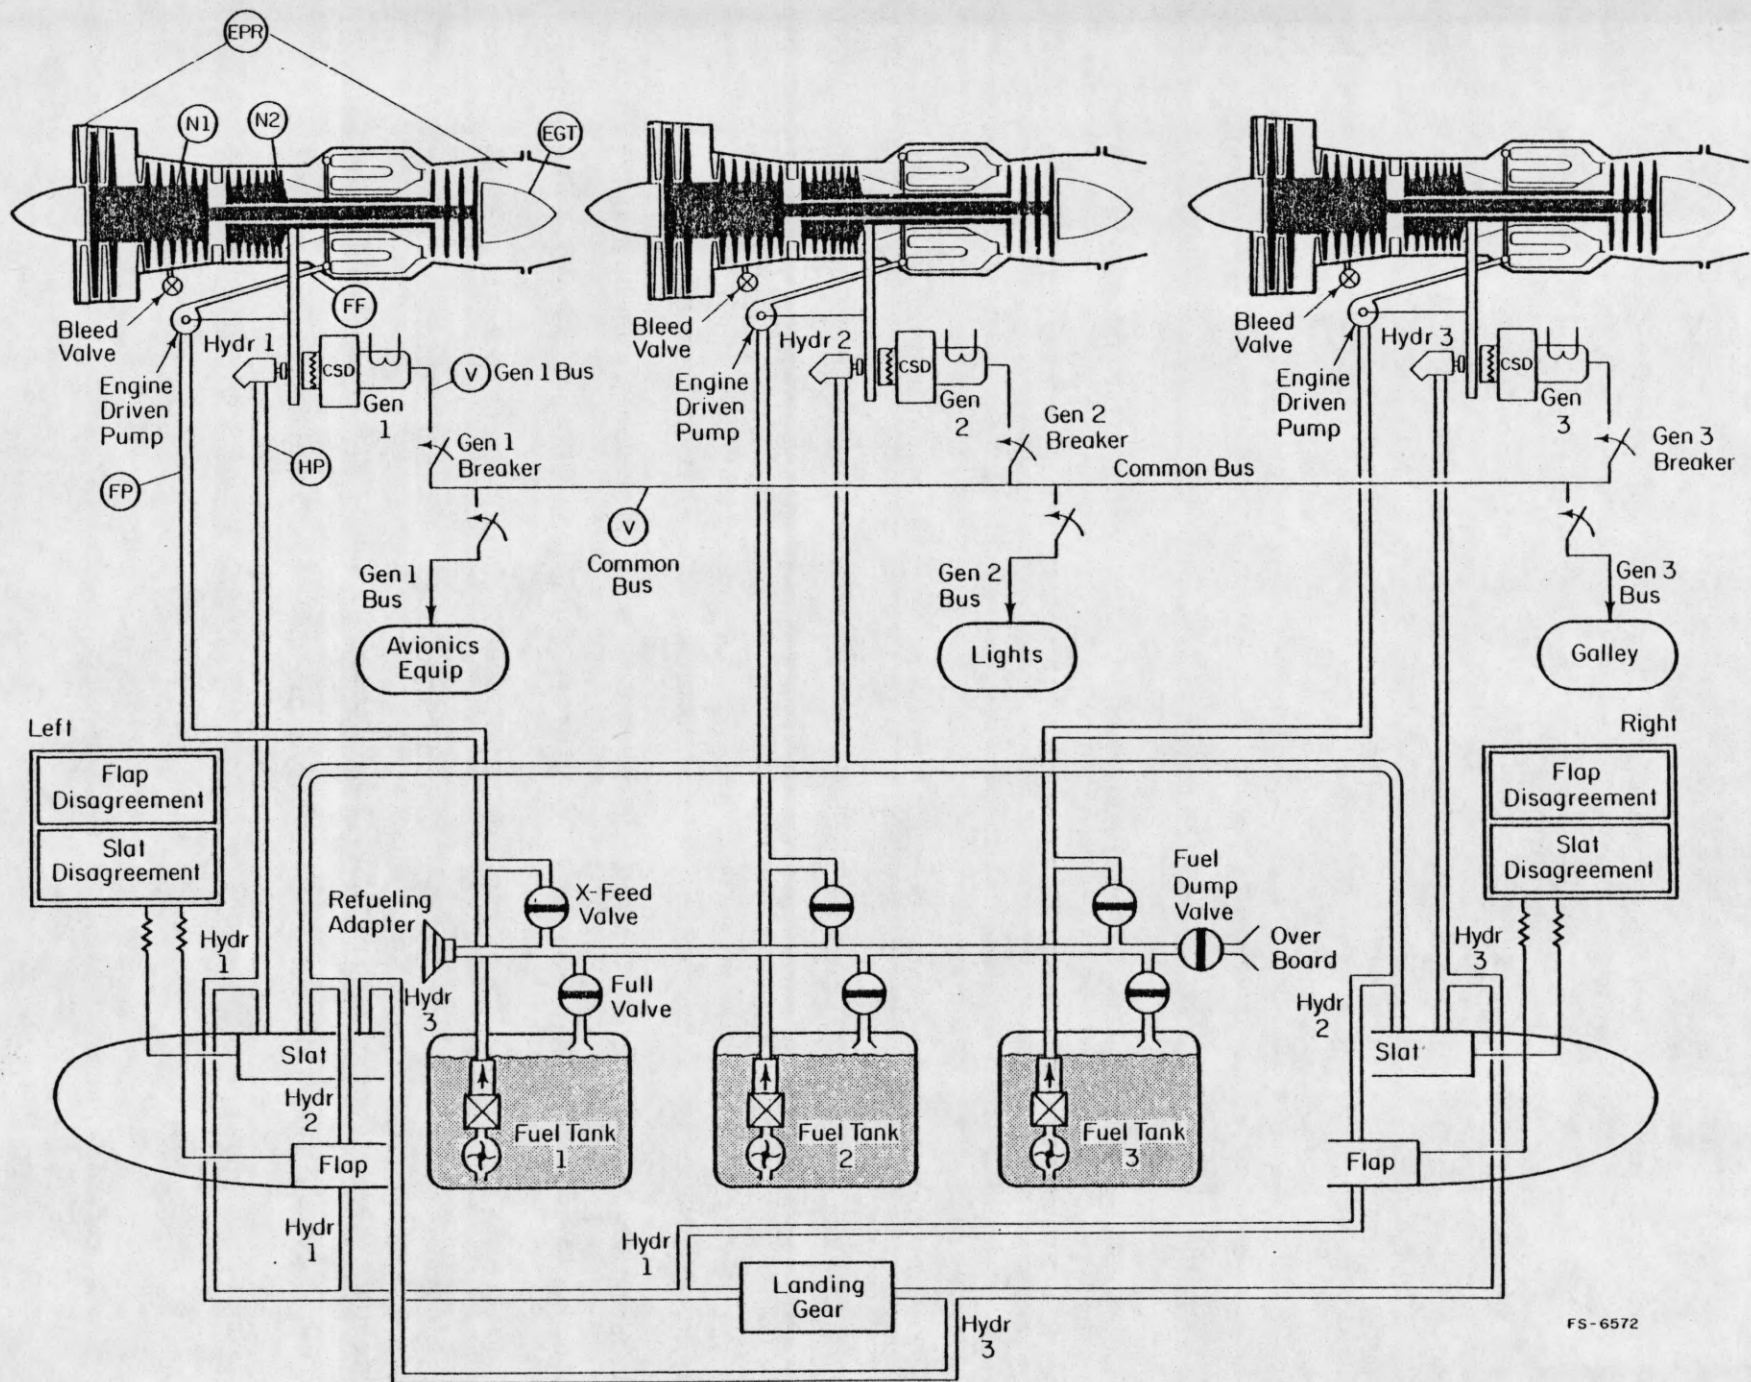 EPR
N1
N2
EGT
FF
Bleed
Valve
Hydr 1
Engine
Driven
Pump
CSD
Gen
1
V
Gen 1 Bus
Gen 1
Breaker
HP
FP
Bleed
Valve
Hydr 2
Engine
Driven
Pump
CSD
Gen
2
Gen 2
Breaker
Bleed
Valve
Hydr 3
Engine
Driven
Pump
CSD
Gen
3
Gen 3
Breaker
Common Bus
V
Common
Bus
Gen 1
Bus
Avionics
Equip
Gen 2
Bus
Lights
Gen 3
Bus
Galley
Left
Flap
Disagreement
Slat
Disagreement
Right
Flap
Disagreement
Slat
Disagreement
Refueling
Adapter
X-Feed
Valve
Fuel
Dump
Valve
Over
Board
Hydr
1
Hydr
3
Full
Valve
Hydr
2
Hydr
3
Slat
Hydr
2
Flap
Fuel Tank
1
Fuel Tank
2
Fuel Tank
3
Slat
Flap
Hydr
1
Hydr
1
Landing
Gear
Hydr
3
FS-6572